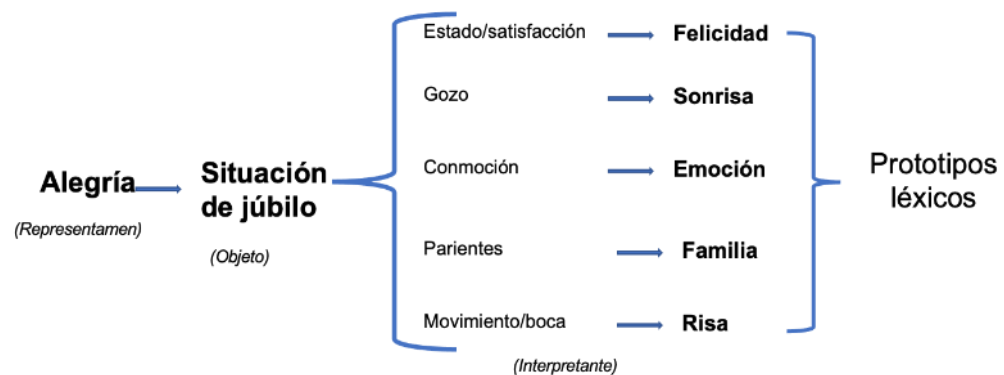 Alegría
(Representamen)
Situación
de júbilo
(Objeto)
Estado/satisfacción
Felicidad
Gozo
Sonrisa
Conmoción
Emoción
Parientes
Familia
Movimiento/boca
Risa
(Interpretante)
Prototipos
léxicos